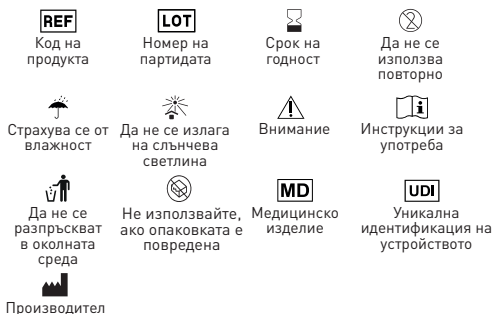 REF LOT
Код на Номер на Срок на Да не се
продукта партидата годност използва
повторно
Страхува се от Да не се излага Внимание Инструкции за
влажност на слънчева употреба
светлина
MD UDI
Да не се Не използвайте, Медицинско Уникална
разпръскват ако опаковката е изделие идентификация на
в околната повредена устройството
среда
Производител